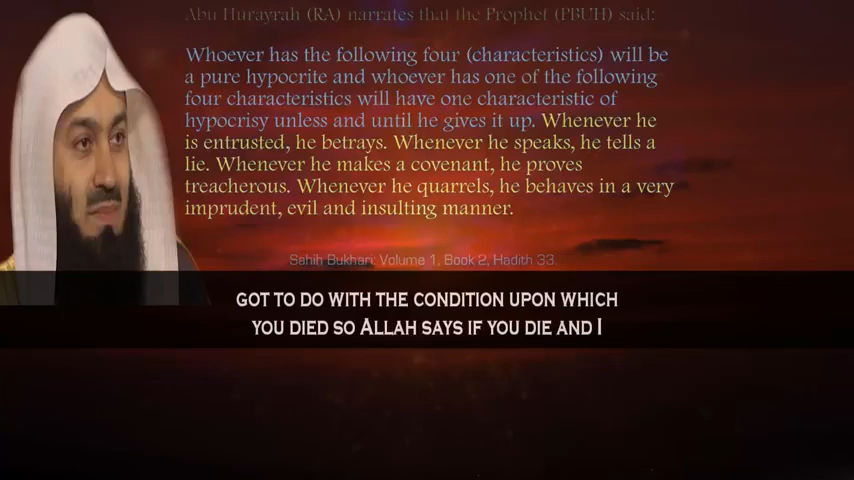 Abu Hurayrah (RA) narrates that the Prophet (PBUH) said:
Whoever has the following four (characteristics) will be
a pure hypocrite and whoever has one of the following
four characteristics will have one characteristic of
hypocrisy unless and until he gives it up. Whenever he
is entrusted, he betrays. Whenever he speaks, he tells a
lie. Whenever he makes a covenant, he proves
treacherous. Whenever he quarrels, he behaves in a very
imprudent, evil and insulting manner.
Sahih Bukhari: Volume 1, Book 2, Hadith 33.
GOT TO DO WITH THE CONDITION UPON WHICH
YOU DIED SO ALLAH SAYS IF YOU DIE AND I